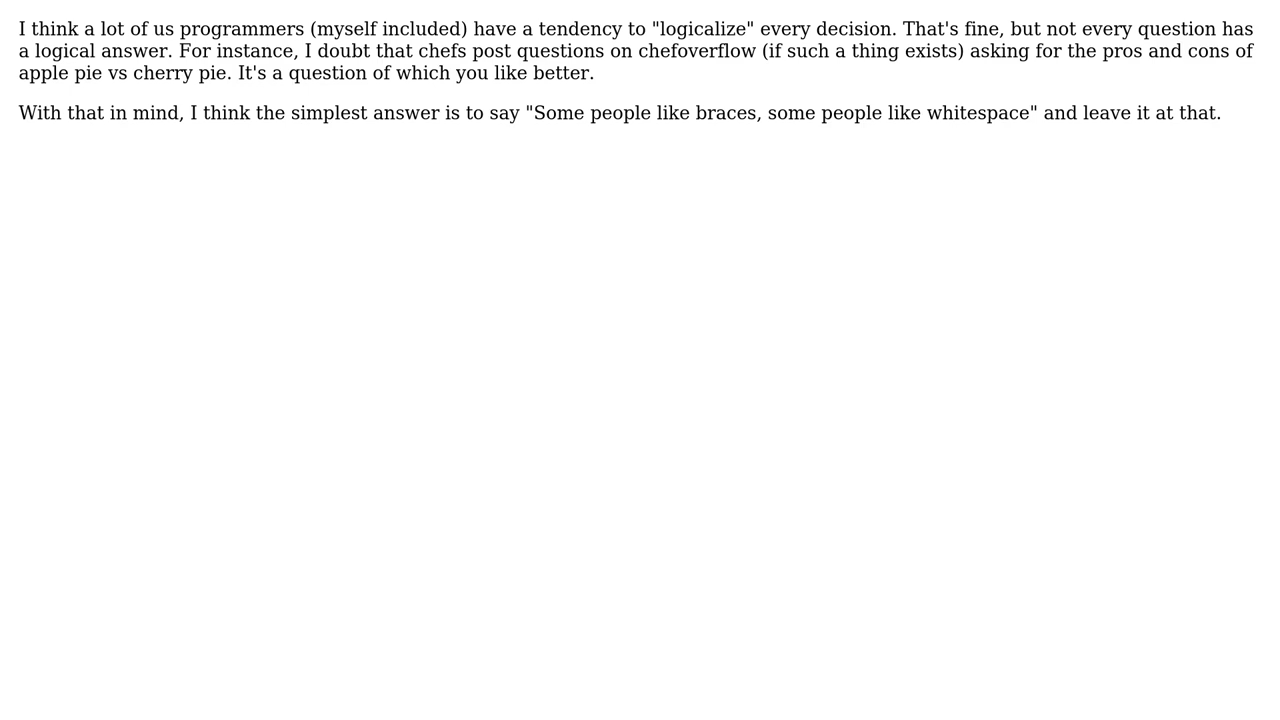 I think a lot of us programmers (myself included) have a tendency to "logicalize" every decision. That's fine, but not every question has
a logical answer. For instance, I doubt that chefs post questions on chefoverflow (if such a thing exists) asking for the pros and cons of
apple pie vs cherry pie. It's a question of which you like better.
With that in mind, I think the simplest answer is to say "Some people like braces, some people like whitespace" and leave it at that.